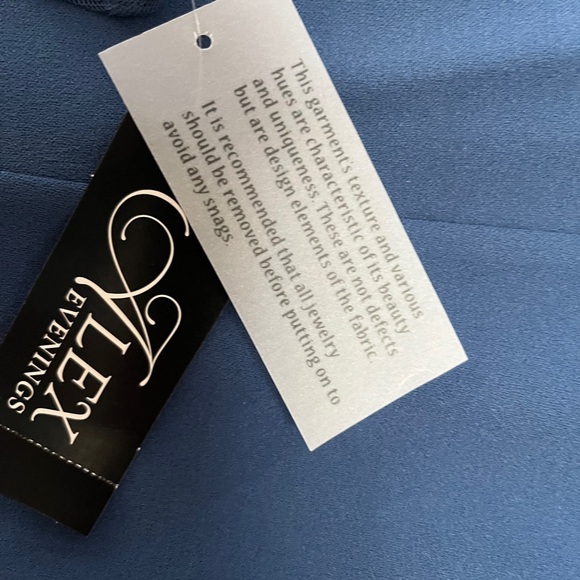 This garment's texture and various
hues are characteristic of its beauty
and uniqueness. These are not defects
but are design elements of the fabric.
It is recommended that all jewelry
should be removed before putting on to
avoid any snags.
ALEX
EVENINGS